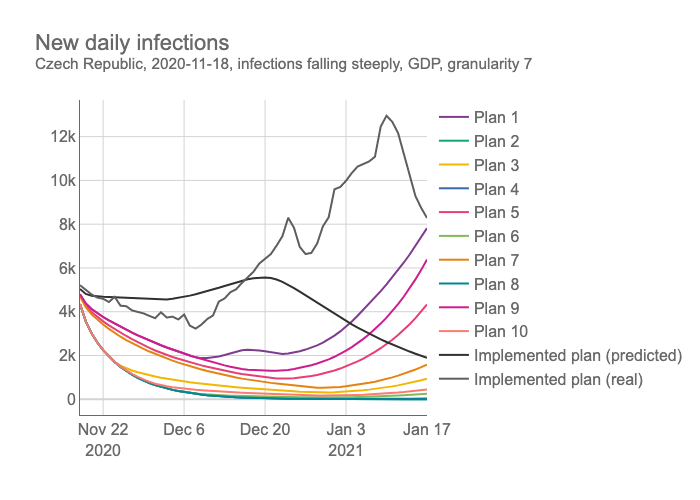 New daily infections
Czech Republic, 2020-11-18, infections falling steeply, GDP, granularity 7
12k
10k
8k
6k
4k
2k
0
Nov 22
2020
Dec 6
Dec 20
Jan 3
2021
Jan 17
Plan 1
Plan 2
Plan 3
Plan 4
Plan 5
Plan 6
Plan 7
Plan 8
Plan 9
Plan 10
Implemented plan (predicted)
Implemented plan (real)